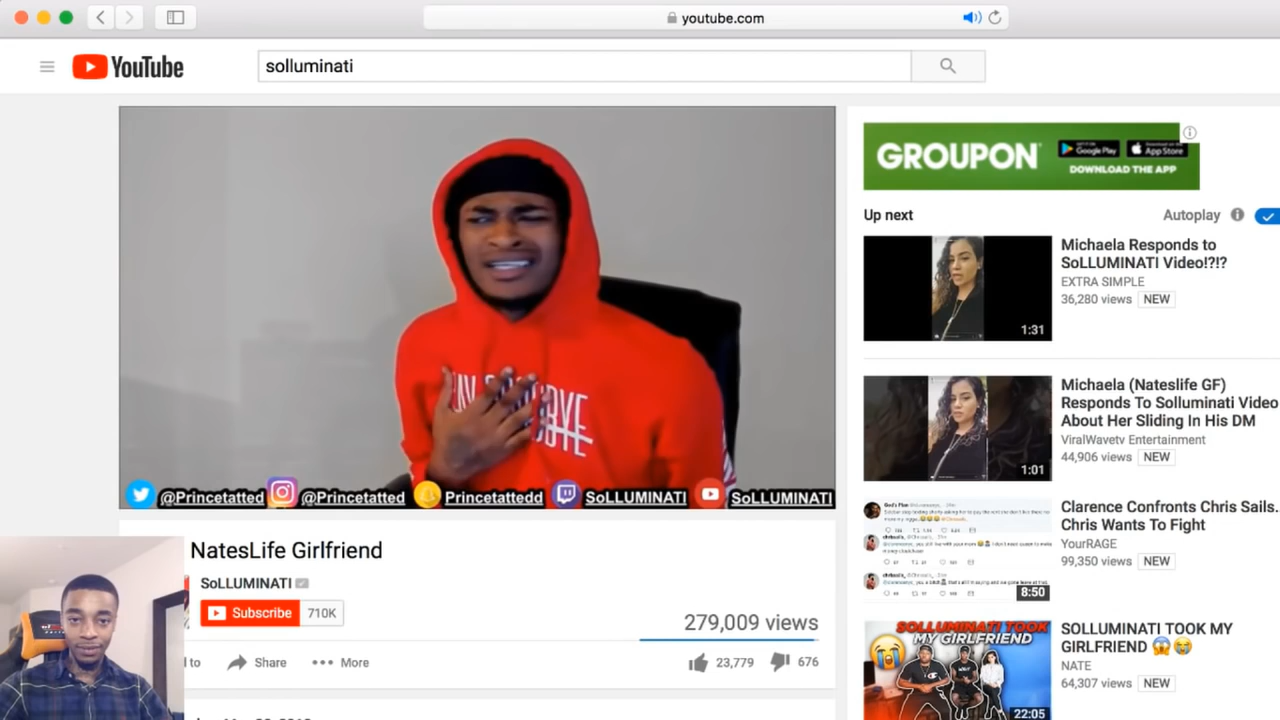 youtube.com
YouTube
solluminati
GROUPON
Google Play
App Store
DOWNLOAD THE APP
@Princetatted
@Princetatted
Princetattedd
SoLLUMINATI
SoLLUMINATI
NatesLife Girlfriend
SoLLUMINATI
Subscribe
710K
279,009 views
Share
More
23,779
676
Up next
Autoplay
1:31
Michaela Responds to
SoLLUMINATI Video!?!?
EXTRA SIMPLE
36,280 views NEW
1:01
Michaela (Nateslife GF)
Responds To Solluminati Video
About Her Sliding In His DM
ViralWavetv Entertainment
44,906 views NEW
8:50
Clarence Confronts Chris Sails.
Chris Wants To Fight
YourRAGE
99,350 views NEW
SOLLUMINATI TOOK
MY GIRLFRIEND
22:05
SOLLUMINATI TOOK MY
GIRLFRIEND 😱😭
NATE
64,307 views NEW